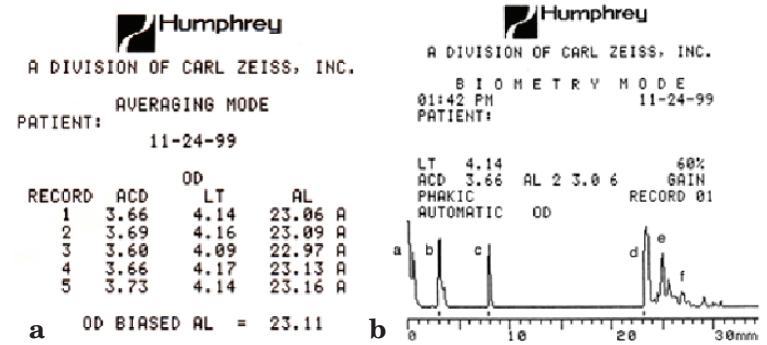 Humphrey
A DIVISION OF CARL ZEISS, INC.
AVERAGING MODE
PATIENT:
11-24-99
OD
RECORD ACD LT AL
1 3.66 4.14 23.06 A
2 3.69 4.16 23.09 A
3 3.60 4.09 22.97 A
4 3.66 4.17 23.13 A
5 3.73 4.14 23.16 A
OD BIASED AL = 23.11
a
Humphrey
A DIVISION OF CARL ZEISS, INC.
BIOMETRY MODE
01:42 PM 11-24-99
PATIENT:
LT 4.14 60%
ACD 3.66 AL 2 3.0 6 GAIN
PHAKIC RECORD 01
AUTOMATIC OD
a b c d e f
0 10 20 30mm
b